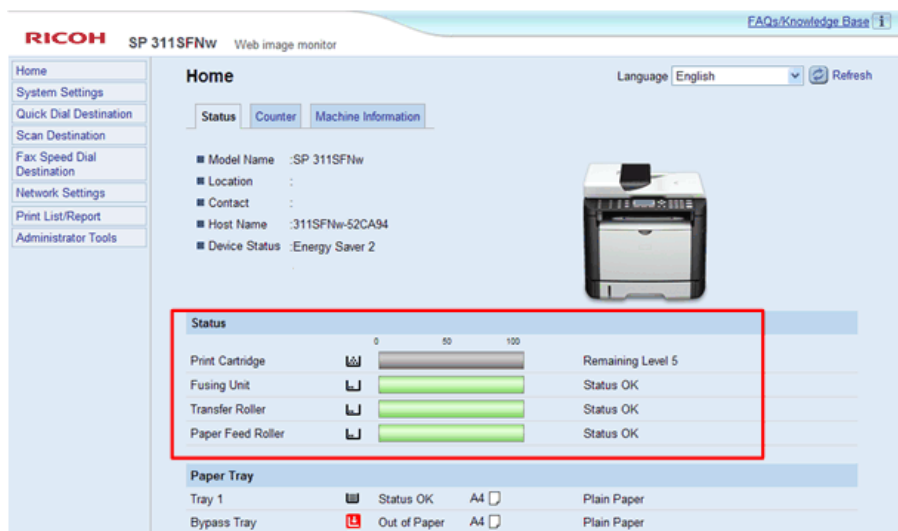 FAQs/Knowledge Base i
RICOH SP 311SFNw Web image monitor
Home
System Settings
Quick Dial Destination
Scan Destination
Fax Speed Dial
Destination
Network Settings
Print List/Report
Administrator Tools
Home
Language English Refresh
Status Counter Machine Information
Model Name :SP 311SFNw
Location :
Contact :
Host Name :311SFNw-52CA94
Device Status :Energy Saver 2
Status
0 50 100
Print Cartridge Remaining Level 5
Fusing Unit Status OK
Transfer Roller Status OK
Paper Feed Roller Status OK
Paper Tray
Tray 1 Status OK A4 Plain Paper
Bypass Tray Out of Paper A4 Plain Paper